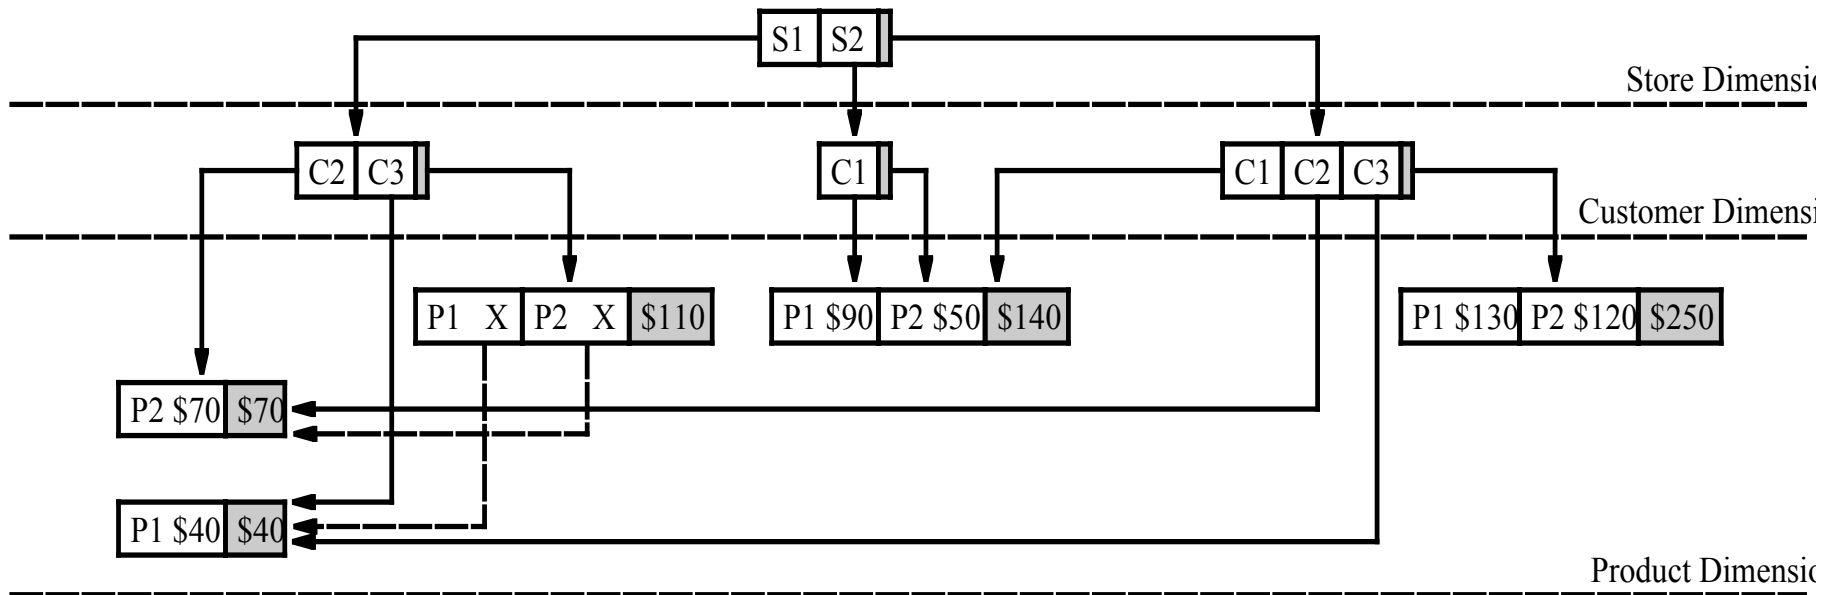 S1 S2
Store Dimensio
C2 C3 C1 C1 C2 C3
Customer Dimensi
P1 X P2 X $110 P1 $90 P2 $50 $140 P1 $130 P2 $120 $250
P2 $70 $70
P1 $40 $40
Product Dimensio